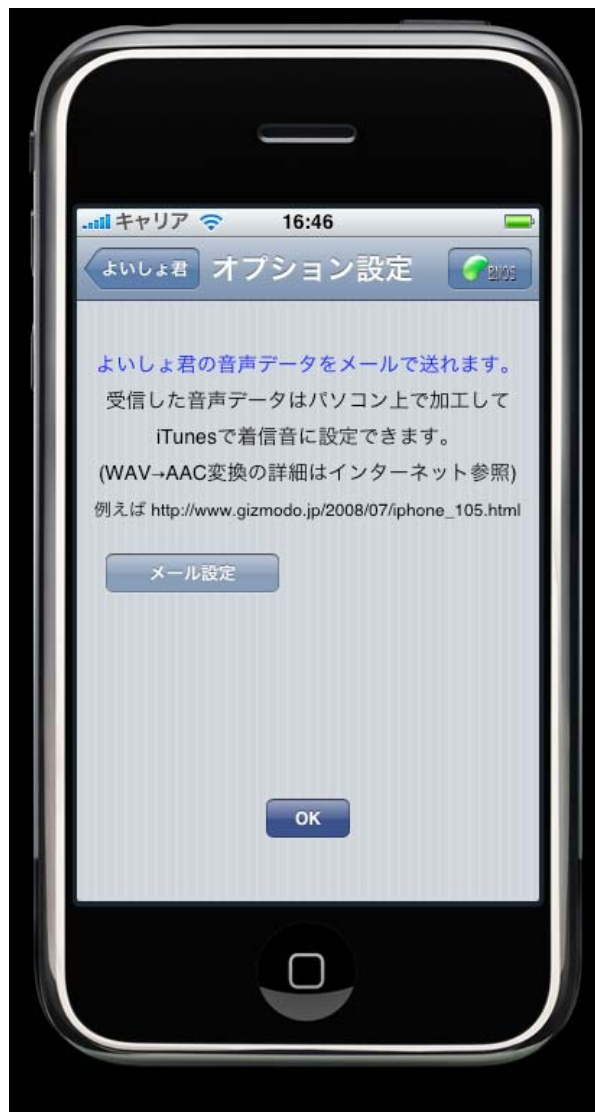 キャリア 16:46
よいしょ君 オプション設定 ENOS
よいしょ君の音声データをメールで送れます。
受信した音声データはパソコン上で加工して
iTunesで着信音に設定できます。
(WAV→AAC変換の詳細はインターネット参照)
例えば http://www.gizmodo.jp/2008/07/iphone_105.html
メール設定
OK